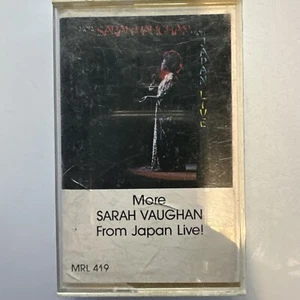 SARAH VAUGHAN
JAPAN LIVE
More
SARAH VAUGHAN
From Japan Live!
MRL 419